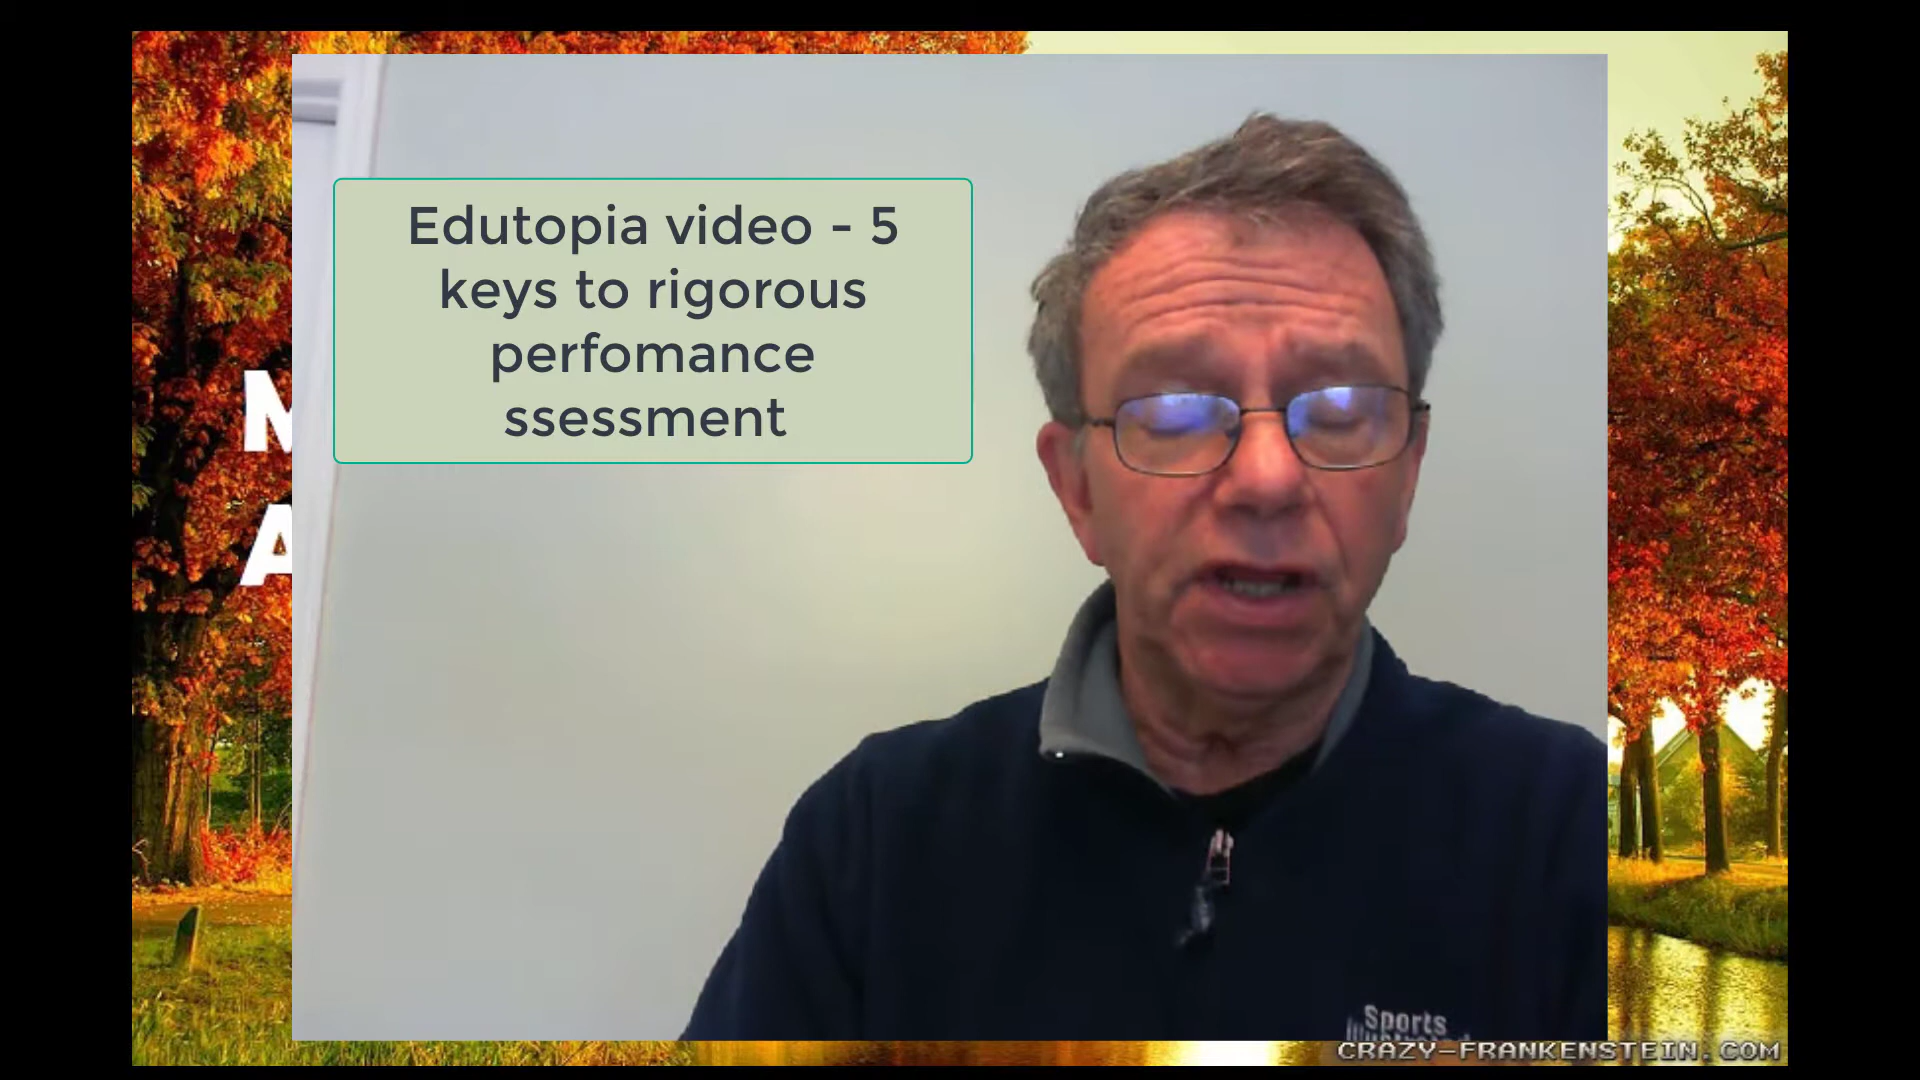 Edutopia video - 5
keys to rigorous
perfomance
ssessment
M
A
Sports
CRAZY-FRANKENSTEIN.COM